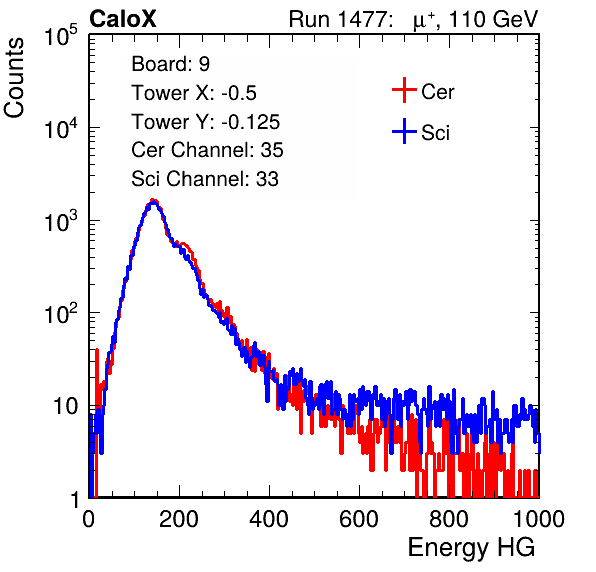 CaloX Run 1477: μ⁺, 110 GeV
Counts
Board: 9
Tower X: -0.5
Tower Y: -0.125
Cer Channel: 35
Sci Channel: 33
Cer
Sci
10⁵
10⁴
10³
10²
10
1
0 200 400 600 800 1000
Energy HG